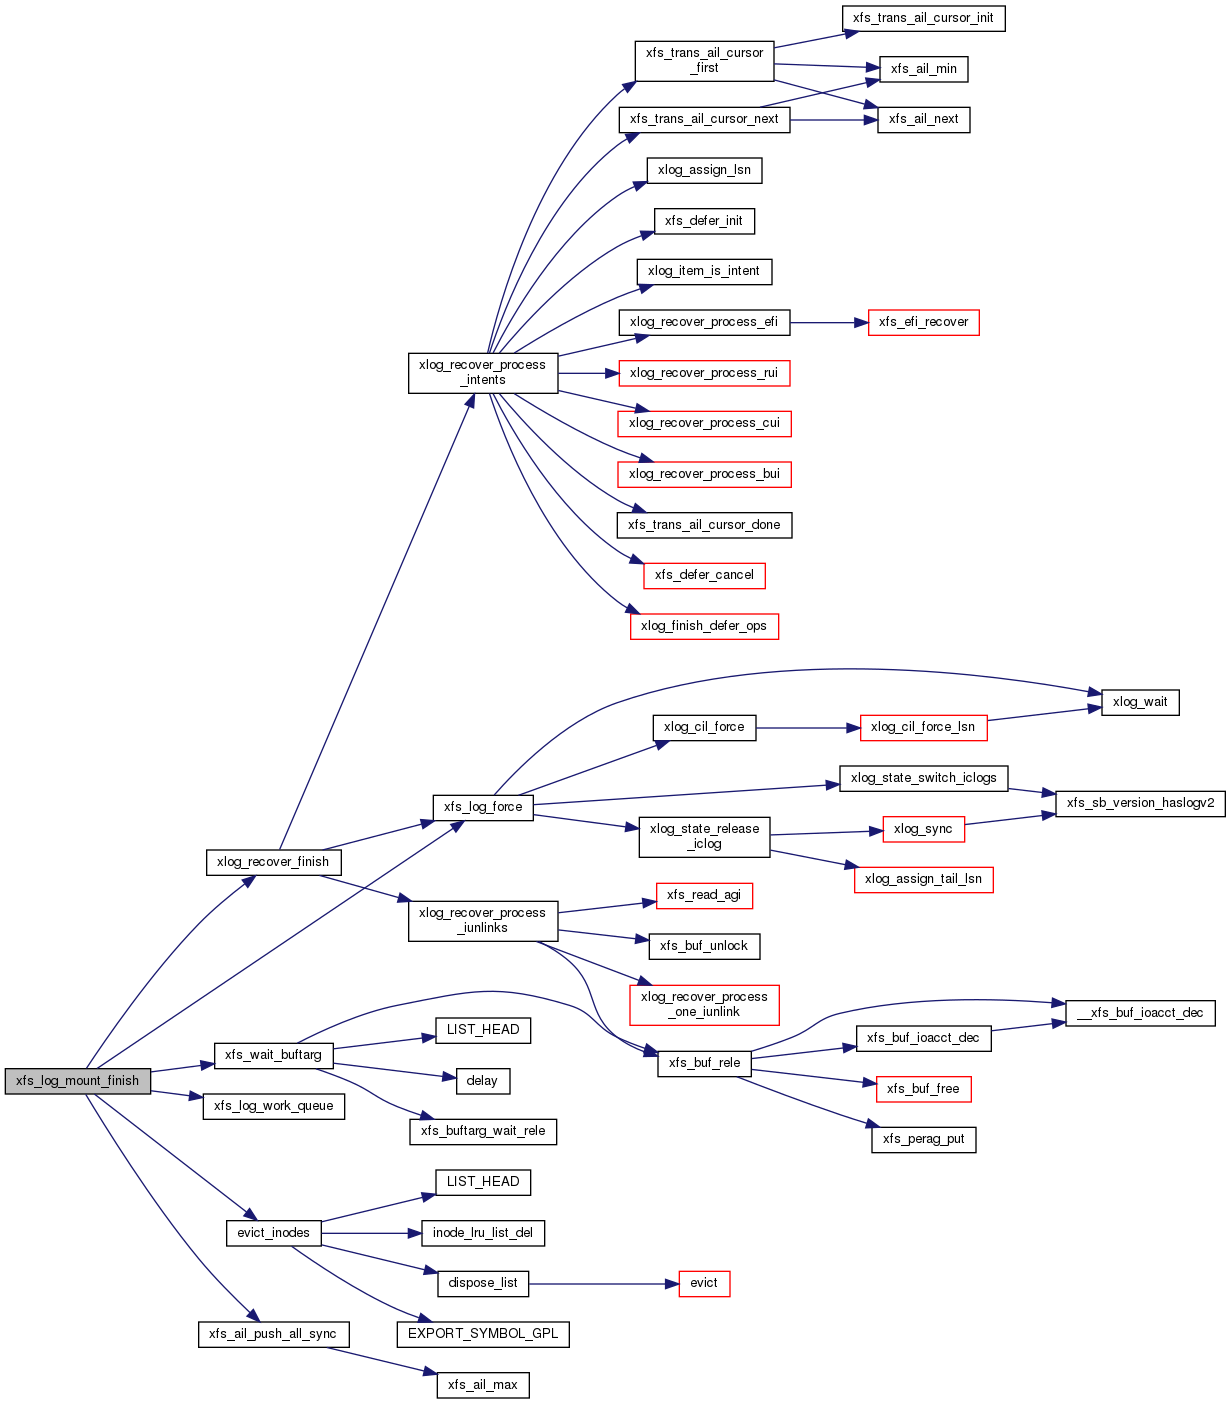 xfs_trans_ail_cursor_init
xfs_trans_ail_cursor
_first
xfs_ail_min
xfs_trans_ail_cursor_next
xfs_ail_next
xlog_assign_lsn
xfs_defer_init
xlog_item_is_intent
xlog_recover_process_efi
xfs_efi_recover
xlog_recover_process
_intents
xlog_recover_process_rui
xlog_recover_process_cui
xlog_recover_process_bui
xfs_trans_ail_cursor_done
xfs_defer_cancel
xlog_finish_defer_ops
xlog_wait
xlog_cil_force
xlog_cil_force_lsn
xlog_state_switch_iclogs
xfs_log_force
xfs_sb_version_haslogv2
xlog_state_release
_iclog
xlog_sync
xlog_recover_finish
xlog_assign_tail_lsn
xfs_read_agi
xlog_recover_process
_iunlinks
xfs_buf_unlock
xlog_recover_process
_one_iunlink
__xfs_buf_ioacct_dec
LIST_HEAD
xfs_buf_ioacct_dec
xfs_wait_buftarg
xfs_buf_rele
xfs_log_mount_finish
delay
xfs_buf_free
xfs_log_work_queue
xfs_buftarg_wait_rele
xfs_perag_put
LIST_HEAD
evict_inodes
inode_lru_list_del
dispose_list
evict
xfs_ail_push_all_sync
EXPORT_SYMBOL_GPL
xfs_ail_max